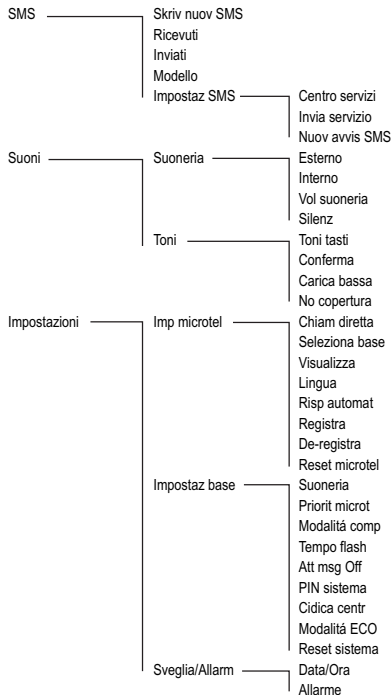 SMS Skriv nuov SMS
Ricevuti
Inviati
Modello
Impostaz SMS Centro servizi
Invia servizio
Nuov avvis SMS
Suoni Suoneria Esterno
Interno
Vol suoneria
Silenz
Toni Toni tasti
Conferma
Carica bassa
No copertura
Impostazioni Imp microtel Chiam diretta
Seleziona base
Visualizza
Lingua
Risp automat
Registra
De-registra
Reset microtel
Impostaz base Suoneria
Priorit microt
Modalitá comp
Tempo flash
Att msg Off
PIN sistema
Cidica centr
Modalitá ECO
Reset sistema
Sveglia/Allarm Data/Ora
Allarme